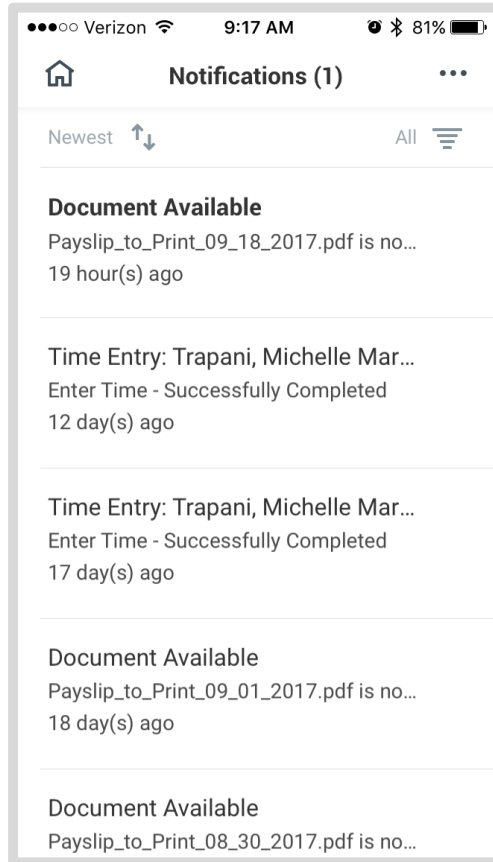 Verizon 9:17 AM 81%
Notifications (1)
Newest All
Document Available
Payslip_to_Print_09_18_2017.pdf is no...
19 hour(s) ago
Time Entry: Trapani, Michelle Mar...
Enter Time - Successfully Completed
12 day(s) ago
Time Entry: Trapani, Michelle Mar...
Enter Time - Successfully Completed
17 day(s) ago
Document Available
Payslip_to_Print_09_01_2017.pdf is no...
18 day(s) ago
Document Available
Payslip_to_Print_08_30_2017.pdf is no...